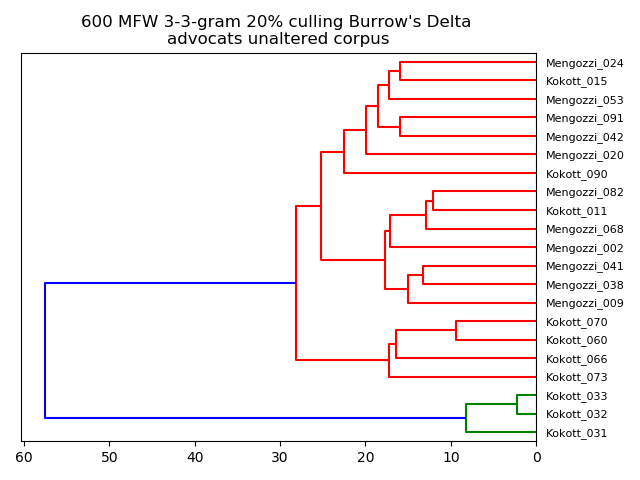 600 MFW 3-3-gram 20% culling Burrow's Delta
advocats unaltered corpus
Mengozzi_024
Kokott_015
Mengozzi_053
Mengozzi_091
Mengozzi_042
Mengozzi_020
Kokott_090
Mengozzi_082
Kokott_011
Mengozzi_068
Mengozzi_002
Mengozzi_041
Mengozzi_038
Mengozzi_009
Kokott_070
Kokott_060
Kokott_066
Kokott_073
Kokott_033
Kokott_032
Kokott_031
60 50 40 30 20 10 0